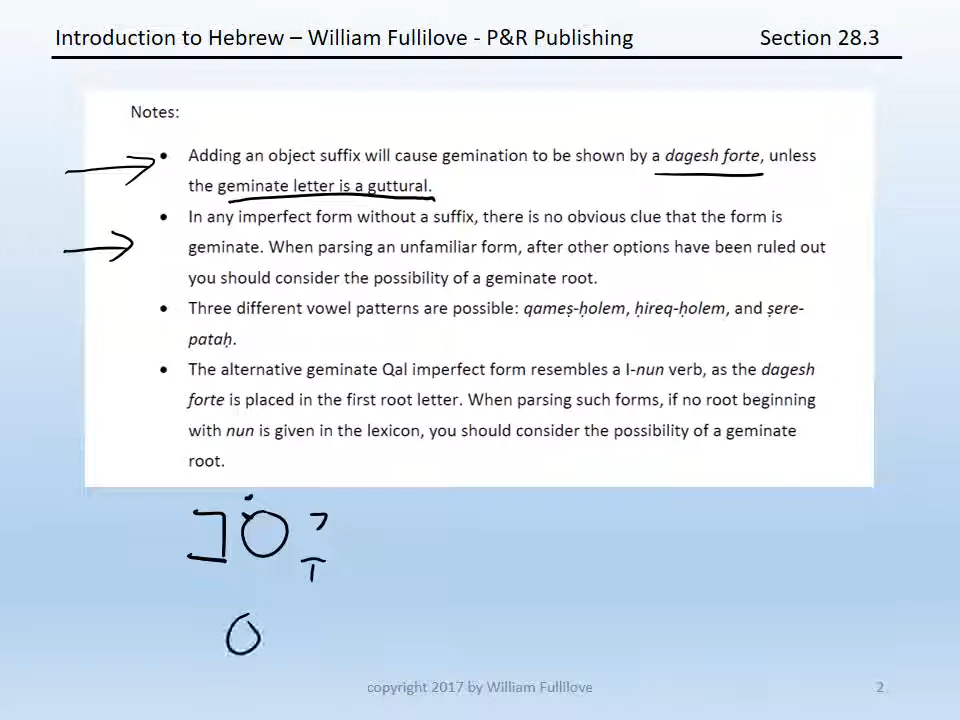 Introduction to Hebrew – William Fullilove - P&R Publishing Section 28.3
Notes:
• Adding an object suffix will cause gemination to be shown by a dagesh forte, unless
the geminate letter is a guttural.
• In any imperfect form without a suffix, there is no obvious clue that the form is
geminate. When parsing an unfamiliar form, after other options have been ruled out
you should consider the possibility of a geminate root.
• Three different vowel patterns are possible: qameṣ-ḥolem, ḥireq-ḥolem, and ṣere-
pataḥ.
• The alternative geminate Qal imperfect form resembles a I-nun verb, as the dagesh
forte is placed in the first root letter. When parsing such forms, if no root beginning
with nun is given in the lexicon, you should consider the possibility of a geminate
root.
יָסֹב
ס
copyright 2017 by William Fullilove 2